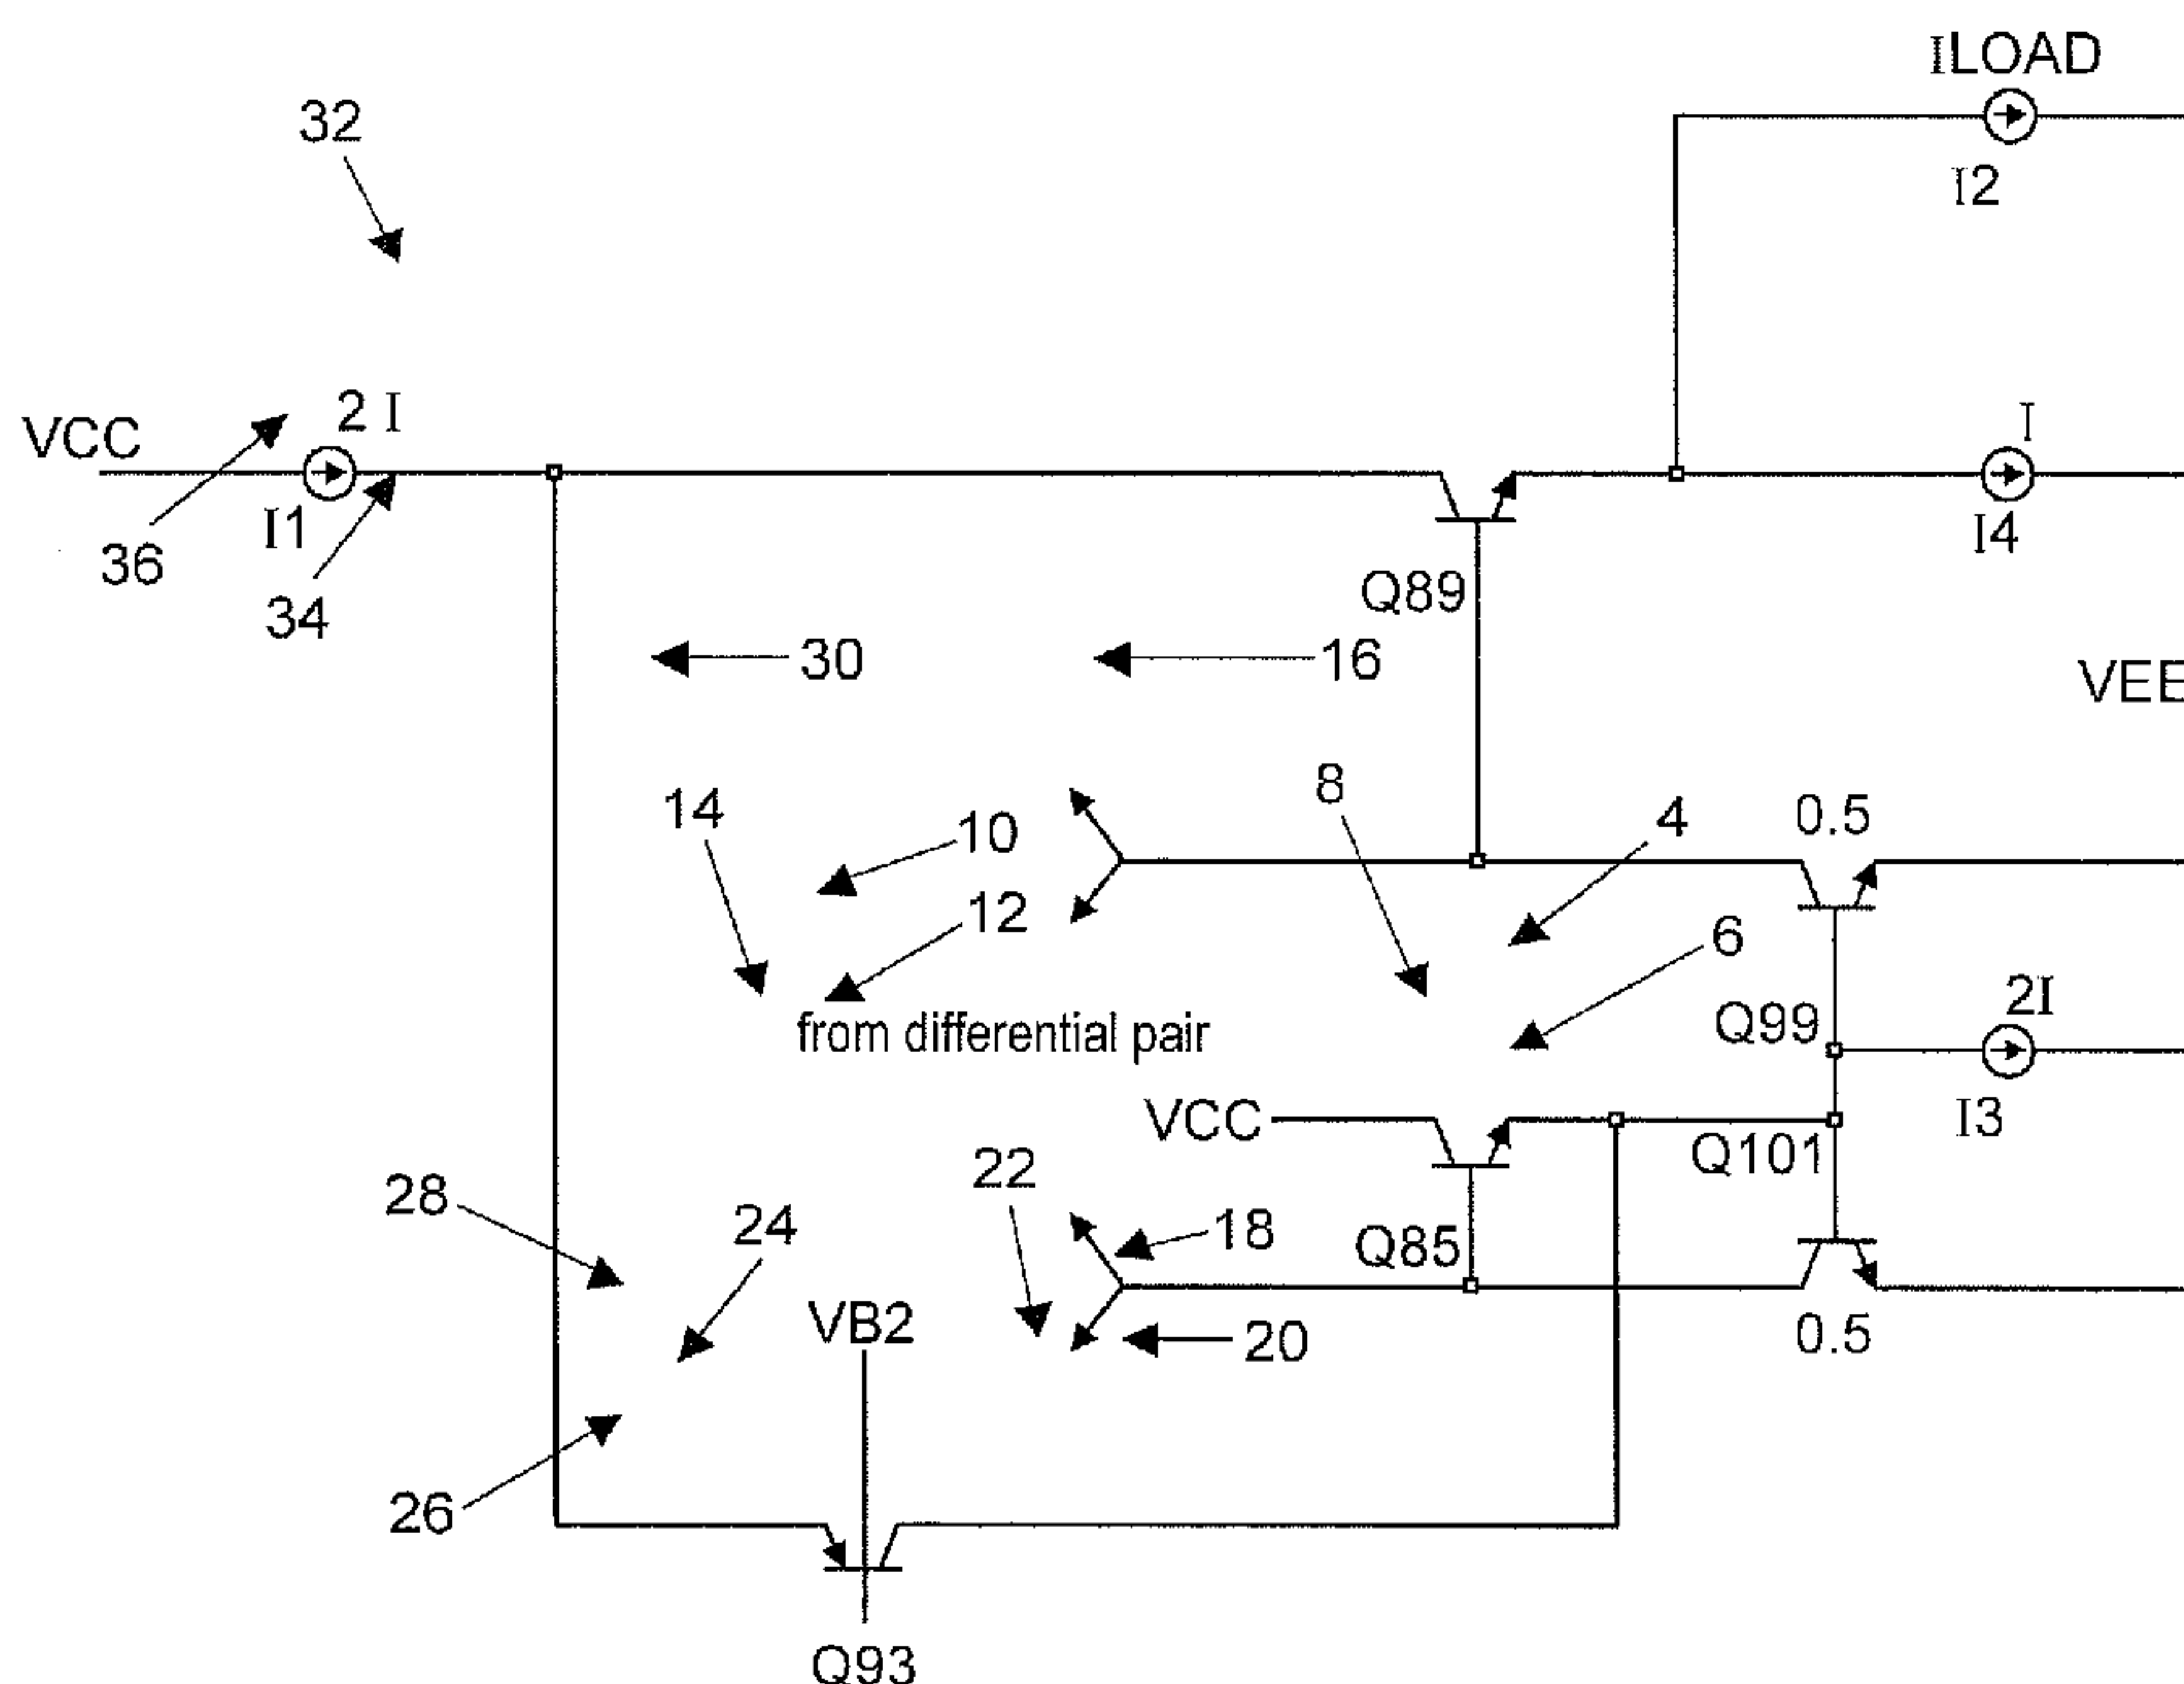 ILOAD
32
I2
2 I
I
VCC
I1
I4
36
34
Q89
30
16
VEE
8
14
4
0.5
10
12
6
2I
Q99
from differential pair
VCC
I3
Q101
22
28
24
18
Q85
VB2
20
0.5
26
Q93